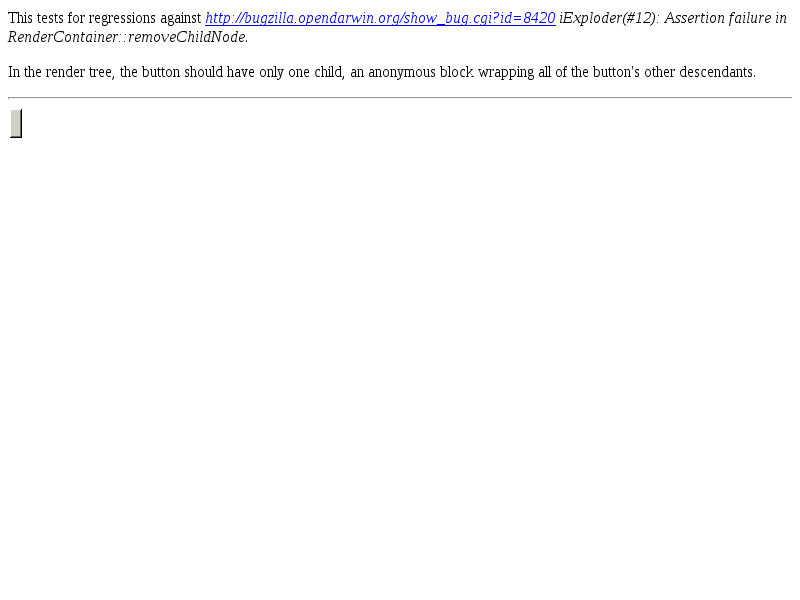 This tests for regressions against http://bugzilla.opendarwin.org/show_bug.cgi?id=8420 iExploder(#12): Assertion failure in
RenderContainer::removeChildNode.
In the render tree, the button should have only one child, an anonymous block wrapping all of the button's other descendants.